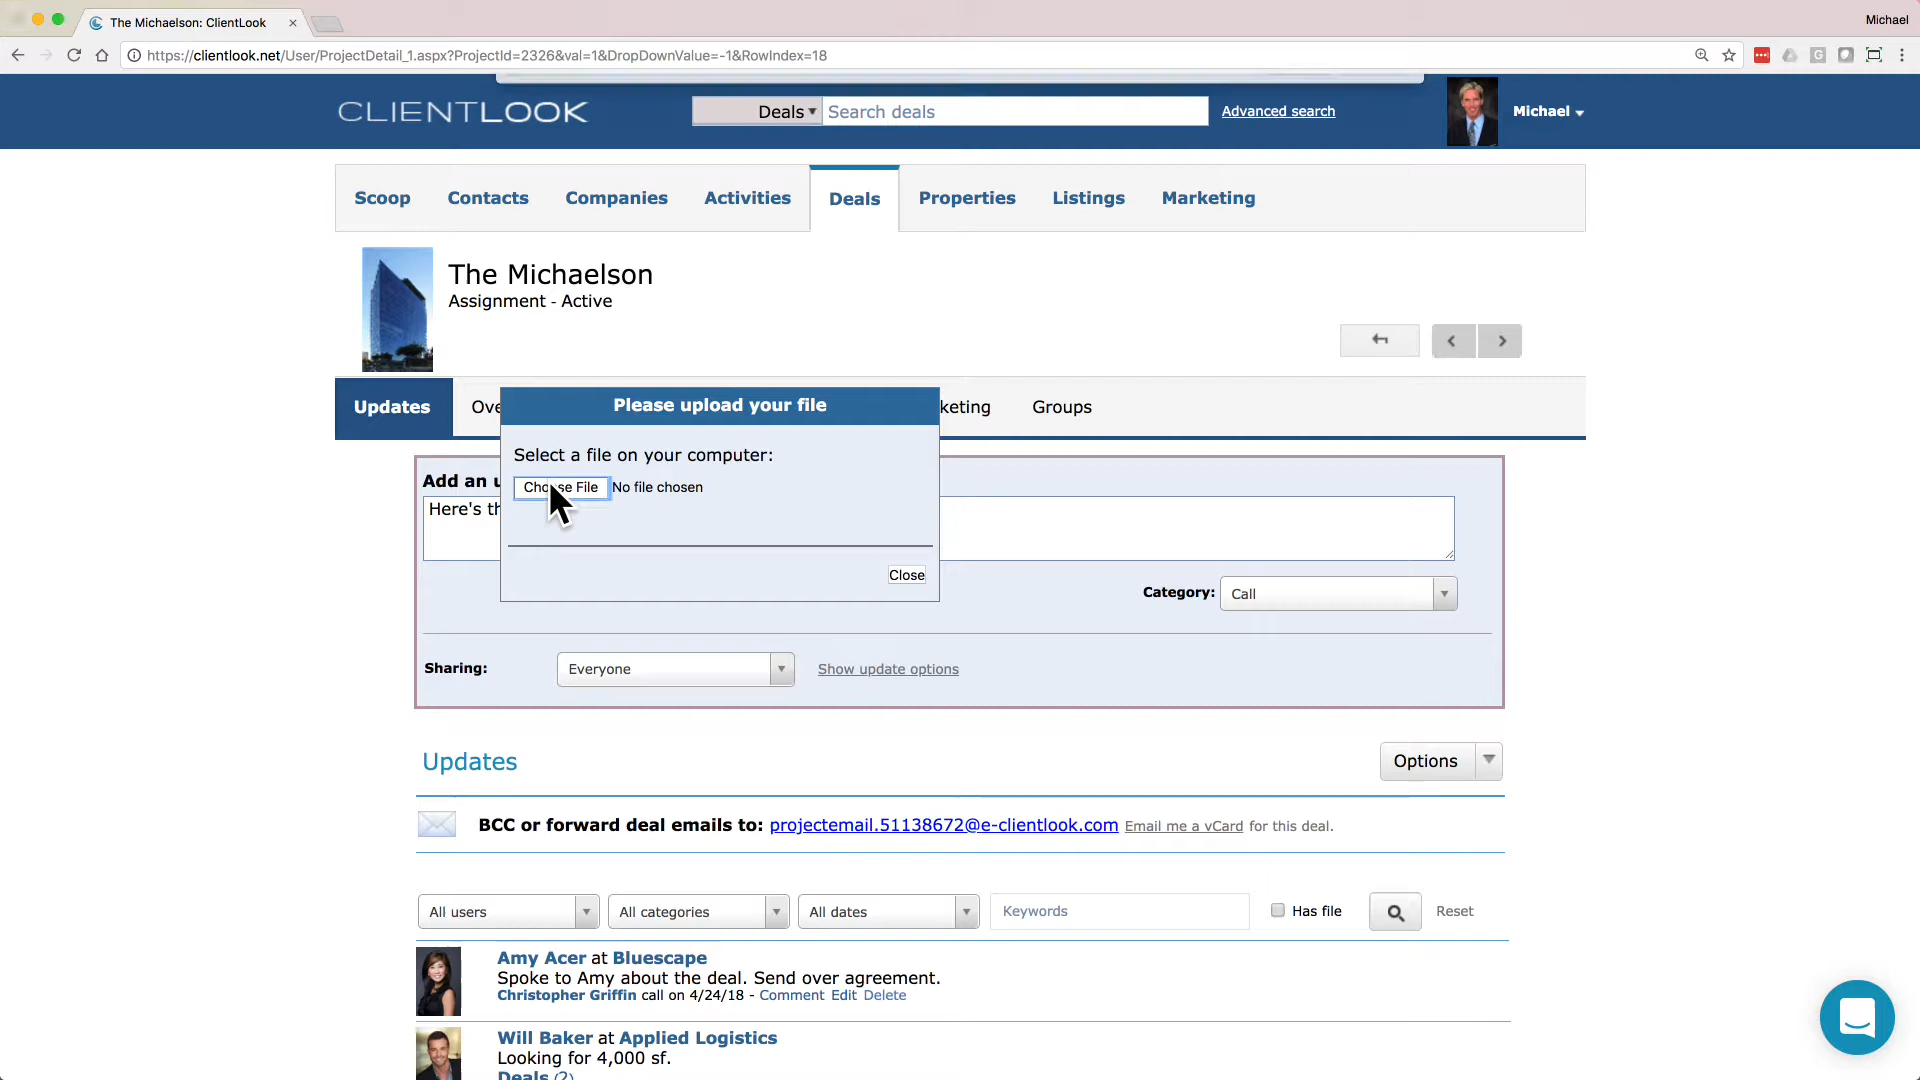 The Michaelson: ClientLook
Michael
https://clientlook.net/User/ProjectDetail_1.aspx?ProjectId=2326&val=1&DropDownValue=-1&RowIndex=18
CLIENTLOOK
Deals
Search deals
Advanced search
Michael
Scoop
Contacts
Companies
Activities
Deals
Properties
Listings
Marketing
The Michaelson
Assignment - Active
Updates
Ove
Please upload your file
keting
Groups
Select a file on your computer:
Choose File No file chosen
Close
Add an u
Here's th
Category: Call
Sharing: Everyone
Show update options
Updates
Options
BCC or forward deal emails to: projectemail.51138672@e-clientlook.com Email me a vCard for this deal.
All users
All categories
All dates
Keywords
Has file
Reset
Amy Acer at Bluescape
Spoke to Amy about the deal. Send over agreement.
Christopher Griffin call on 4/24/18 - Comment Edit Delete
Will Baker at Applied Logistics
Looking for 4,000 sf.
Deals (2)